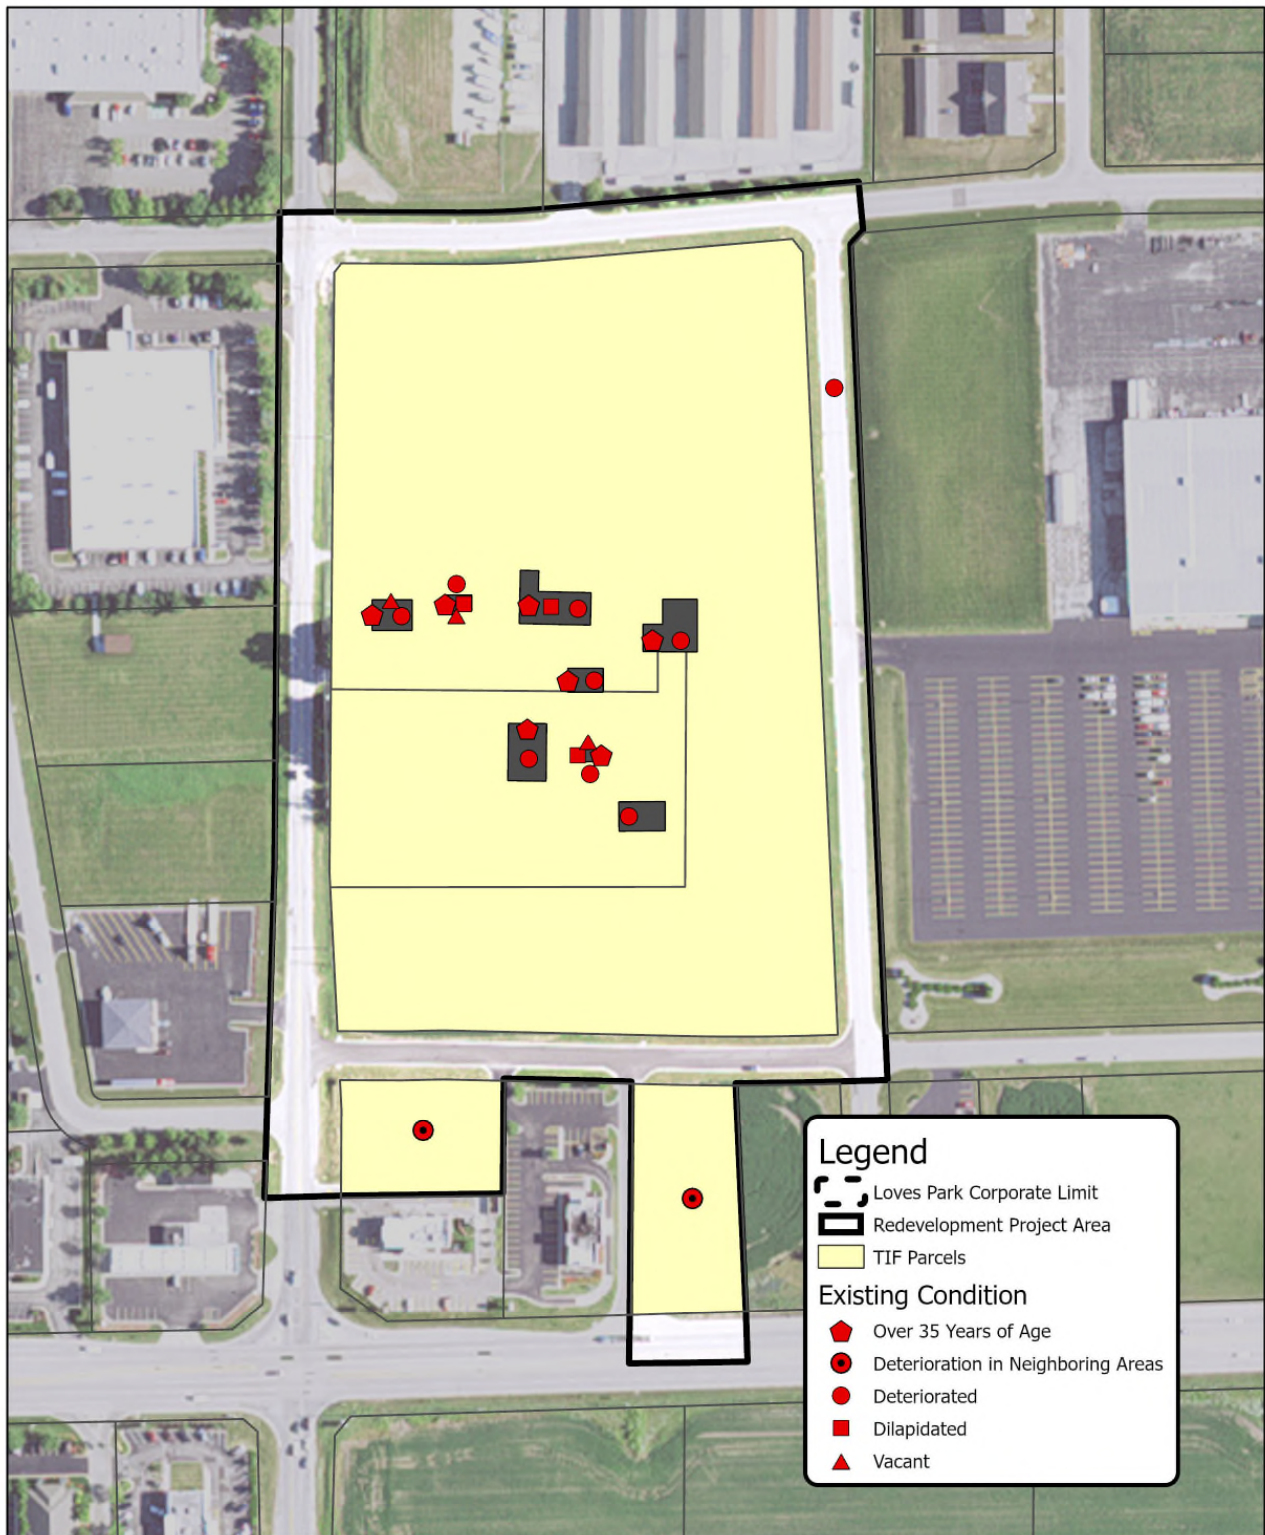 Legend
Loves Park Corporate Limit
Redevelopment Project Area
TIF Parcels
Existing Condition
Over 35 Years of Age
Deterioration in Neighboring Areas
Deteriorated
Dilapidated
Vacant